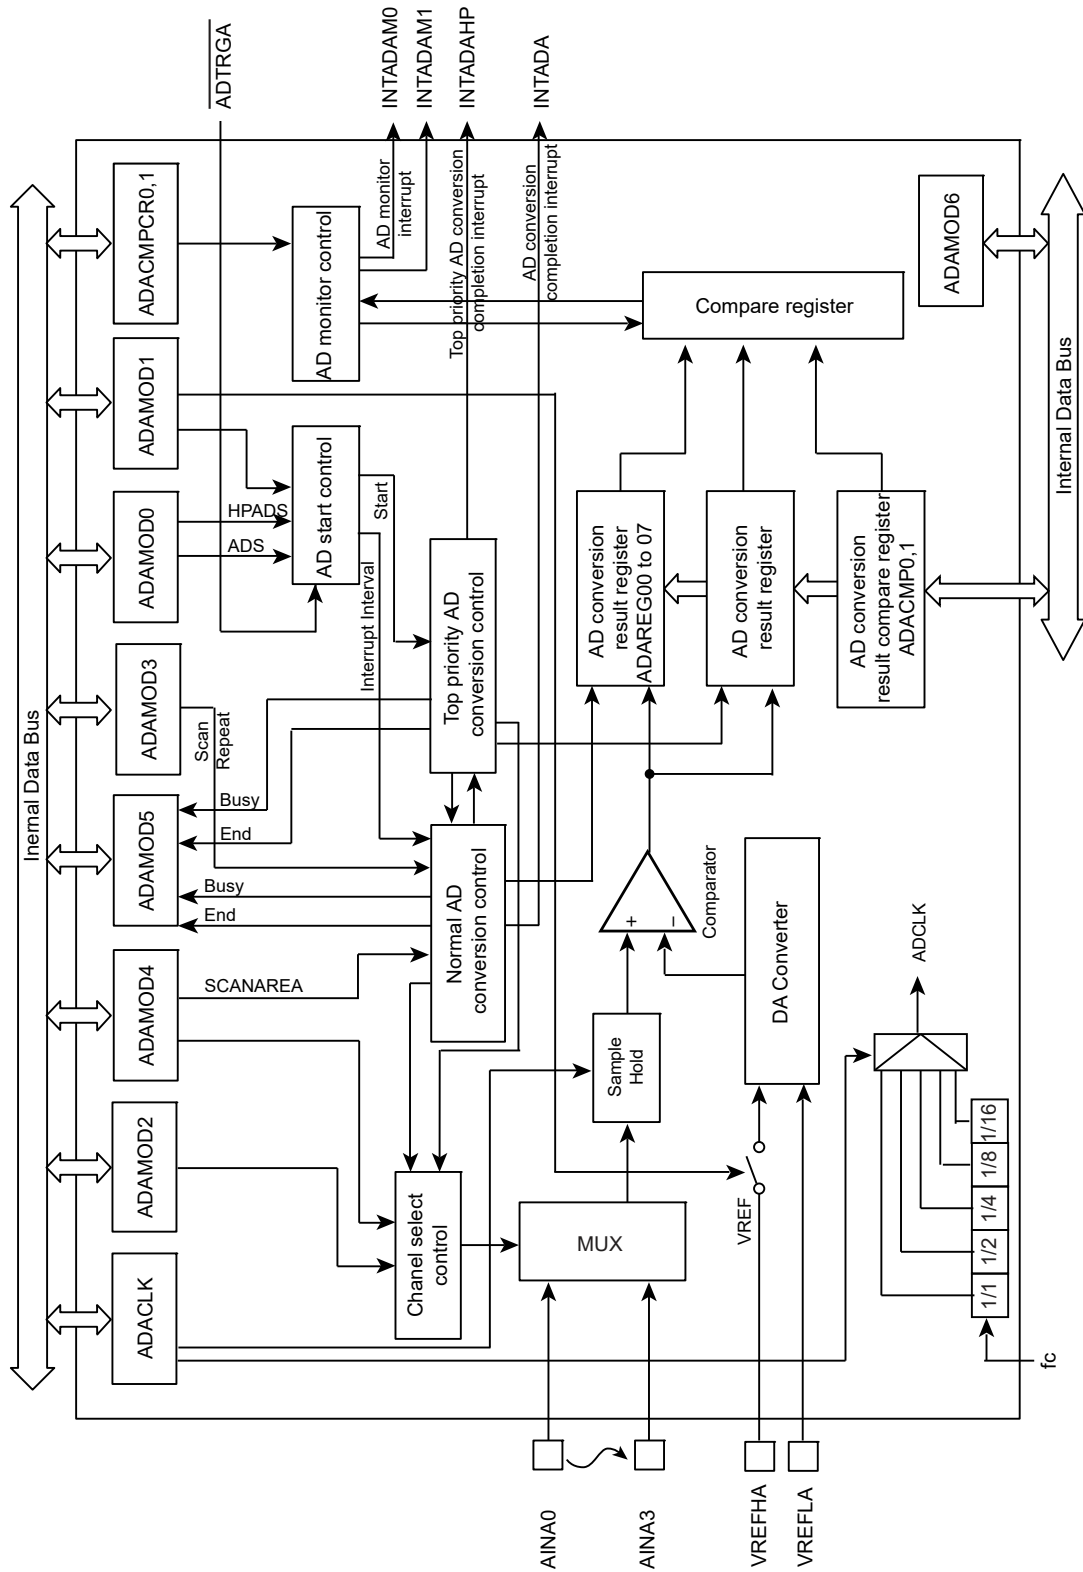 Inernal Data Bus
ADACLK
ADAMOD2
ADAMOD4
ADAMOD5
ADAMOD3
ADAMOD0
ADAMOD1
ADACMPCR0,1
ADTRGA
SCANAREA
End
Busy
End
Busy
Scan
Repeat
ADS
HPADS
AD start control
AD monitor control
Interrupt Interval
Start
AD monitor
interrupt
INTADAM0
INTADAM1
Top priority AD conversion
completion interrupt
INTADAHP
AD conversion
completion interrupt
INTADA
Chanel select
control
Normal AD
conversion control
Top priority AD
conversion control
AINA0
AINA3
MUX
Sample
Hold
+
−
Comparator
AD conversion
result register
ADAREG00 to 07
AD conversion
result register
AD conversion
result compare register
ADACMP0,1
Compare register
VREFHA
VREFLA
VREF
DA Converter
ADCLK
fc
1/1
1/2
1/4
1/8
1/16
ADAMOD6
Internal Data Bus